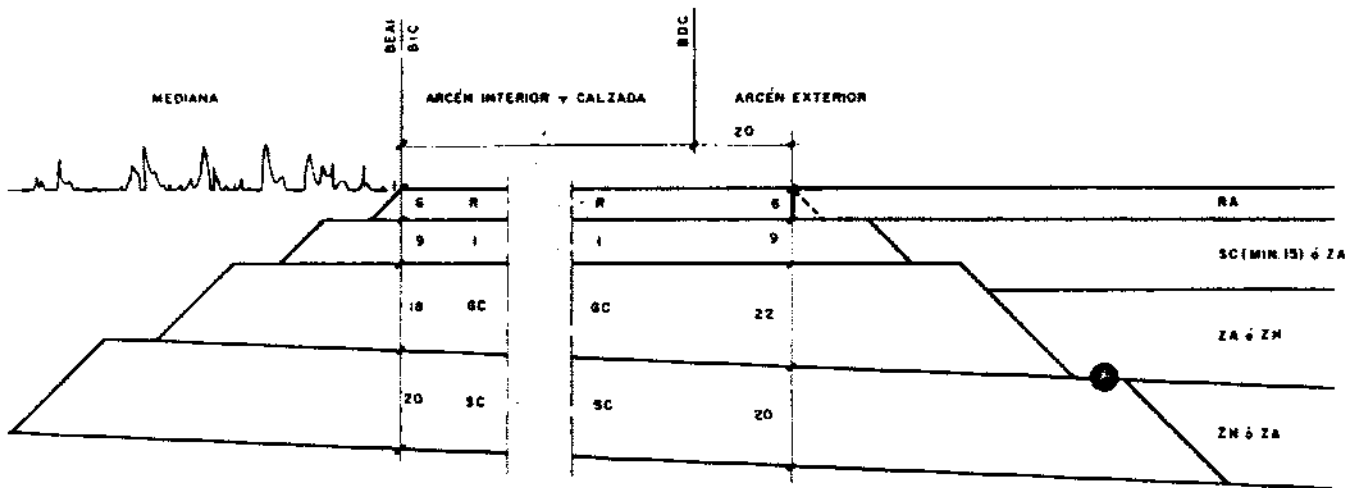 BEAI
BIC
BDC
MEDIANA
ARCÉN INTERIOR Y CALZADA
ARCÉN EXTERIOR
20
6 R R 6 RA
9 I I 9 SC (MIN. 15) ó ZA
18 GC GC 22 ZA ó ZN
20 SC SC 20 ZN ó ZA